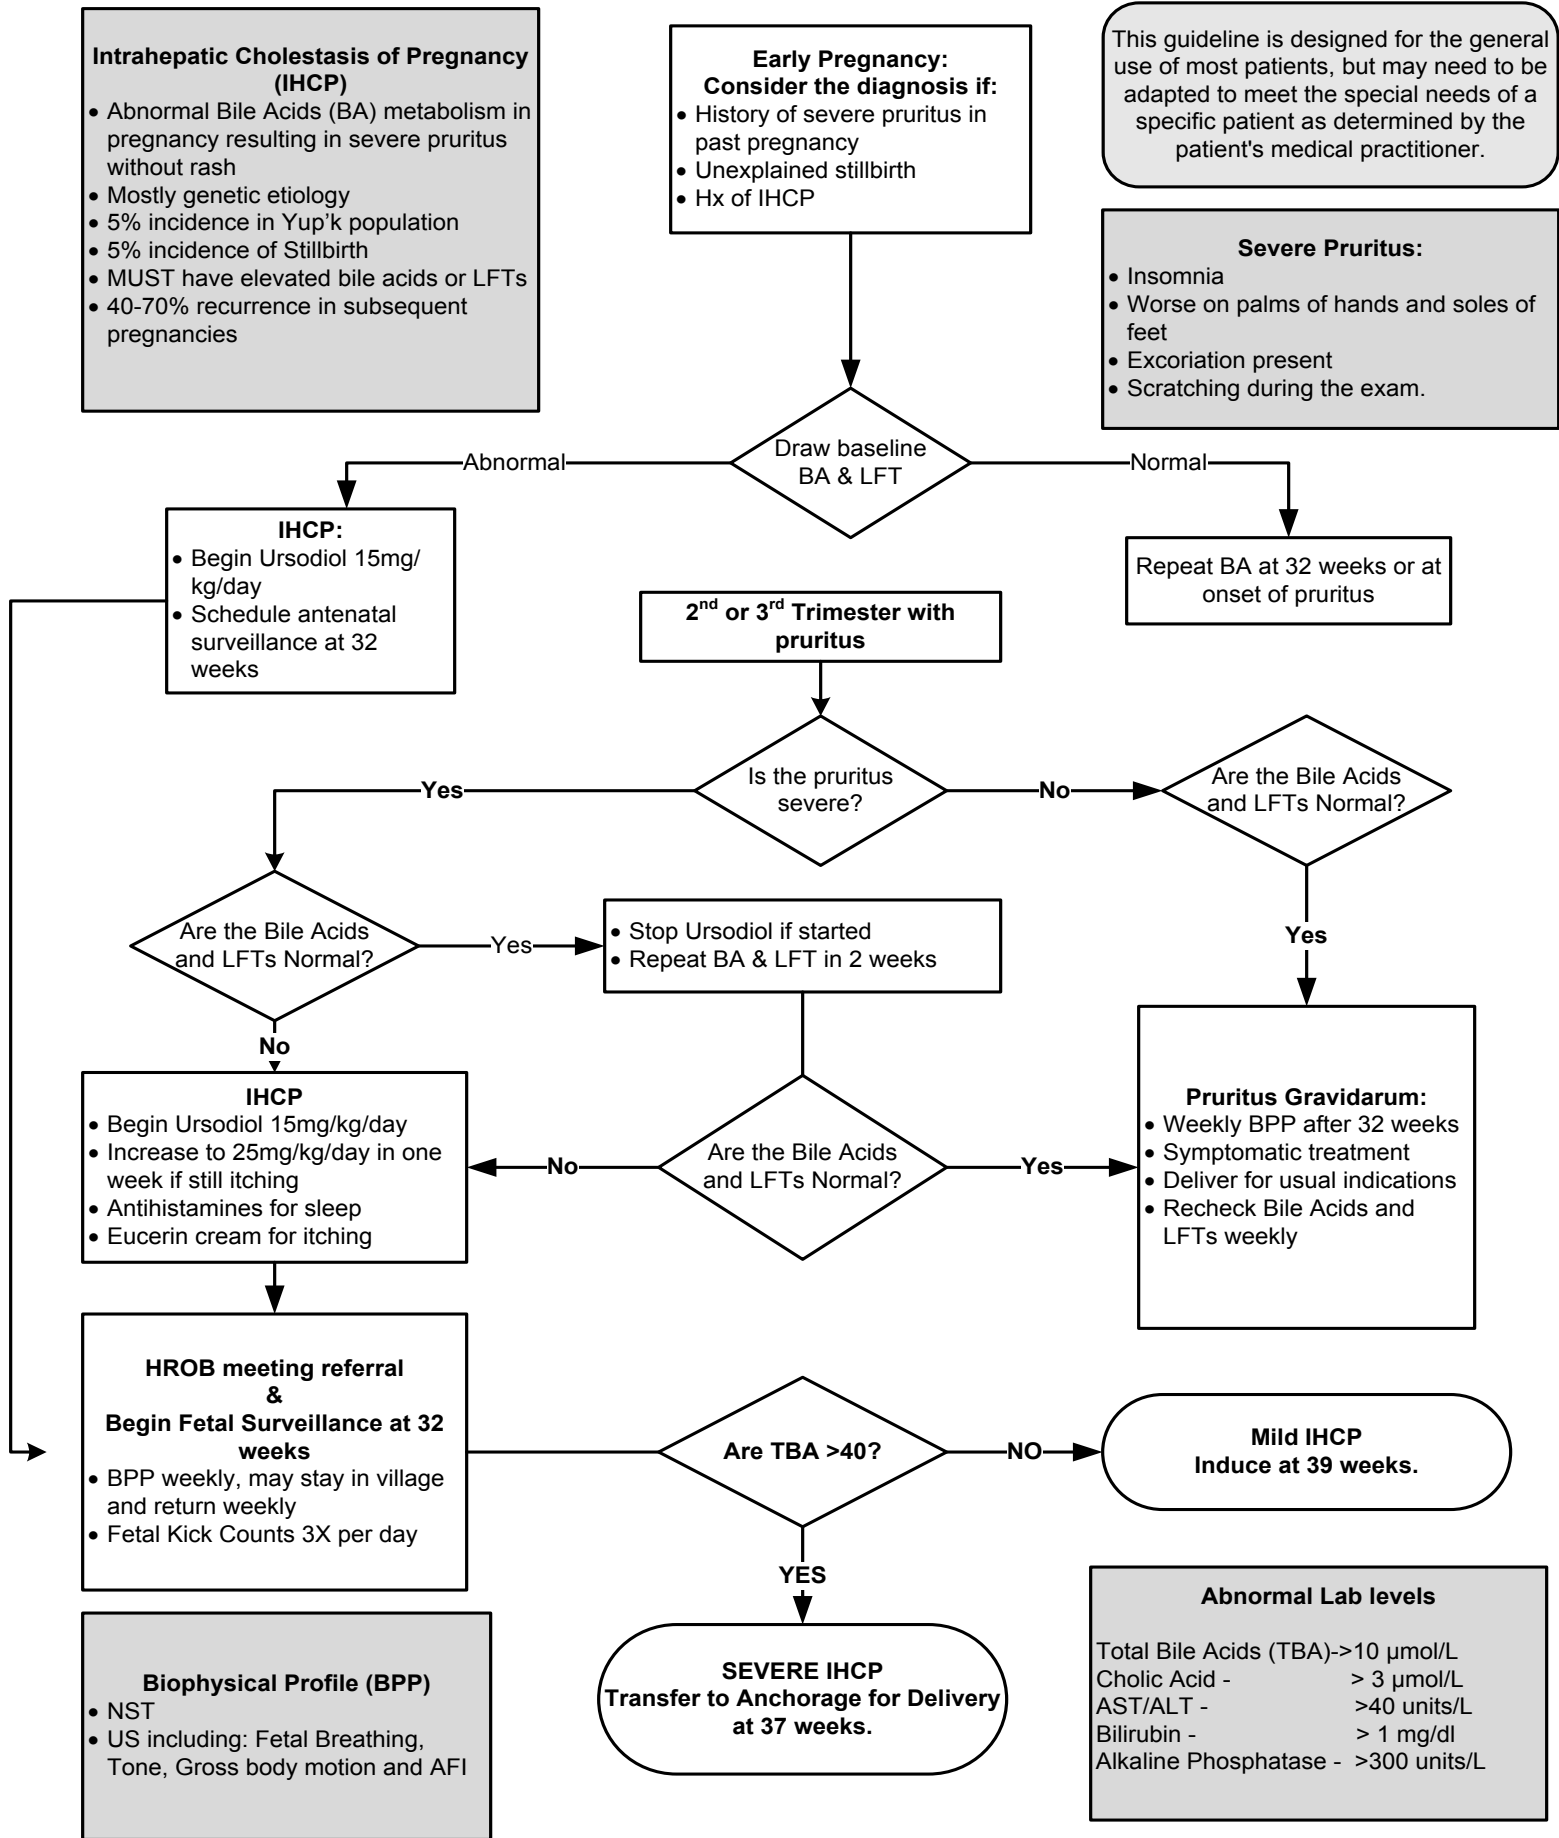 Intrahepatic Cholestasis of Pregnancy
(IHCP)
• Abnormal Bile Acids (BA) metabolism in
pregnancy resulting in severe pruritus
without rash
• Mostly genetic etiology
• 5% incidence in Yup’k population
• 5% incidence of Stillbirth
• MUST have elevated bile acids or LFTs
• 40-70% recurrence in subsequent
pregnancies
Early Pregnancy:
Consider the diagnosis if:
• History of severe pruritus in
past pregnancy
• Unexplained stillbirth
• Hx of IHCP
This guideline is designed for the general
use of most patients, but may need to be
adapted to meet the special needs of a
specific patient as determined by the
patient's medical practitioner.
Severe Pruritus:
• Insomnia
• Worse on palms of hands and soles of
feet
• Excoriation present
• Scratching during the exam.
Draw baseline
BA & LFT
Abnormal
Normal
IHCP:
• Begin Ursodiol 15mg/
kg/day
• Schedule antenatal
surveillance at 32
weeks
Repeat BA at 32 weeks or at
onset of pruritus
2nd or 3rd Trimester with
pruritus
Is the pruritus
severe?
Yes
No
Are the Bile Acids
and LFTs Normal?
Yes
Are the Bile Acids
and LFTs Normal?
Yes
• Stop Ursodiol if started
• Repeat BA & LFT in 2 weeks
No
IHCP
• Begin Ursodiol 15mg/kg/day
• Increase to 25mg/kg/day in one
week if still itching
• Antihistamines for sleep
• Eucerin cream for itching
No
Are the Bile Acids
and LFTs Normal?
Yes
Pruritus Gravidarum:
• Weekly BPP after 32 weeks
• Symptomatic treatment
• Deliver for usual indications
• Recheck Bile Acids and
LFTs weekly
HROB meeting referral
&
Begin Fetal Surveillance at 32
weeks
• BPP weekly, may stay in village
and return weekly
• Fetal Kick Counts 3X per day
Are TBA >40?
NO
Mild IHCP
Induce at 39 weeks.
YES
SEVERE IHCP
Transfer to Anchorage for Delivery
at 37 weeks.
Biophysical Profile (BPP)
• NST
• US including: Fetal Breathing,
Tone, Gross body motion and AFI
Abnormal Lab levels
Total Bile Acids (TBA)->10 µmol/L
Cholic Acid - > 3 µmol/L
AST/ALT - >40 units/L
Bilirubin - > 1 mg/dl
Alkaline Phosphatase - >300 units/L